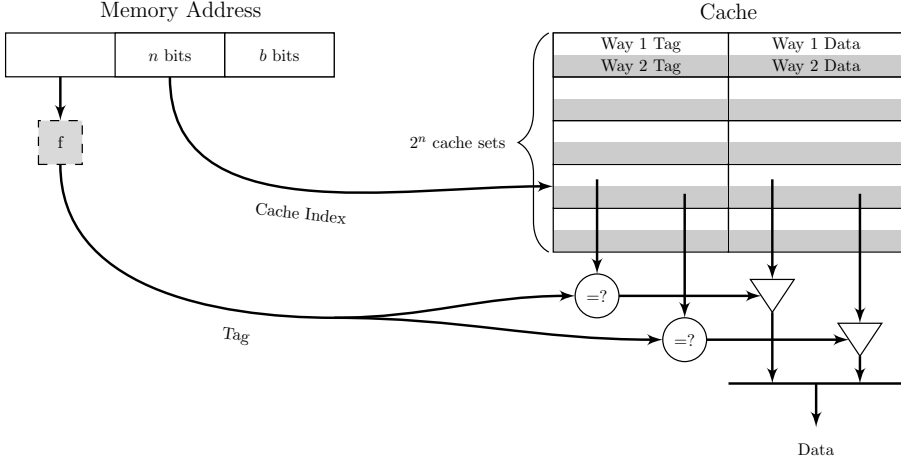 Memory Address
Cache
n bits
b bits
Way 1 Tag
Way 1 Data
Way 2 Tag
Way 2 Data
f
2ⁿ cache sets
Cache Index
=?
Tag
=?
Data